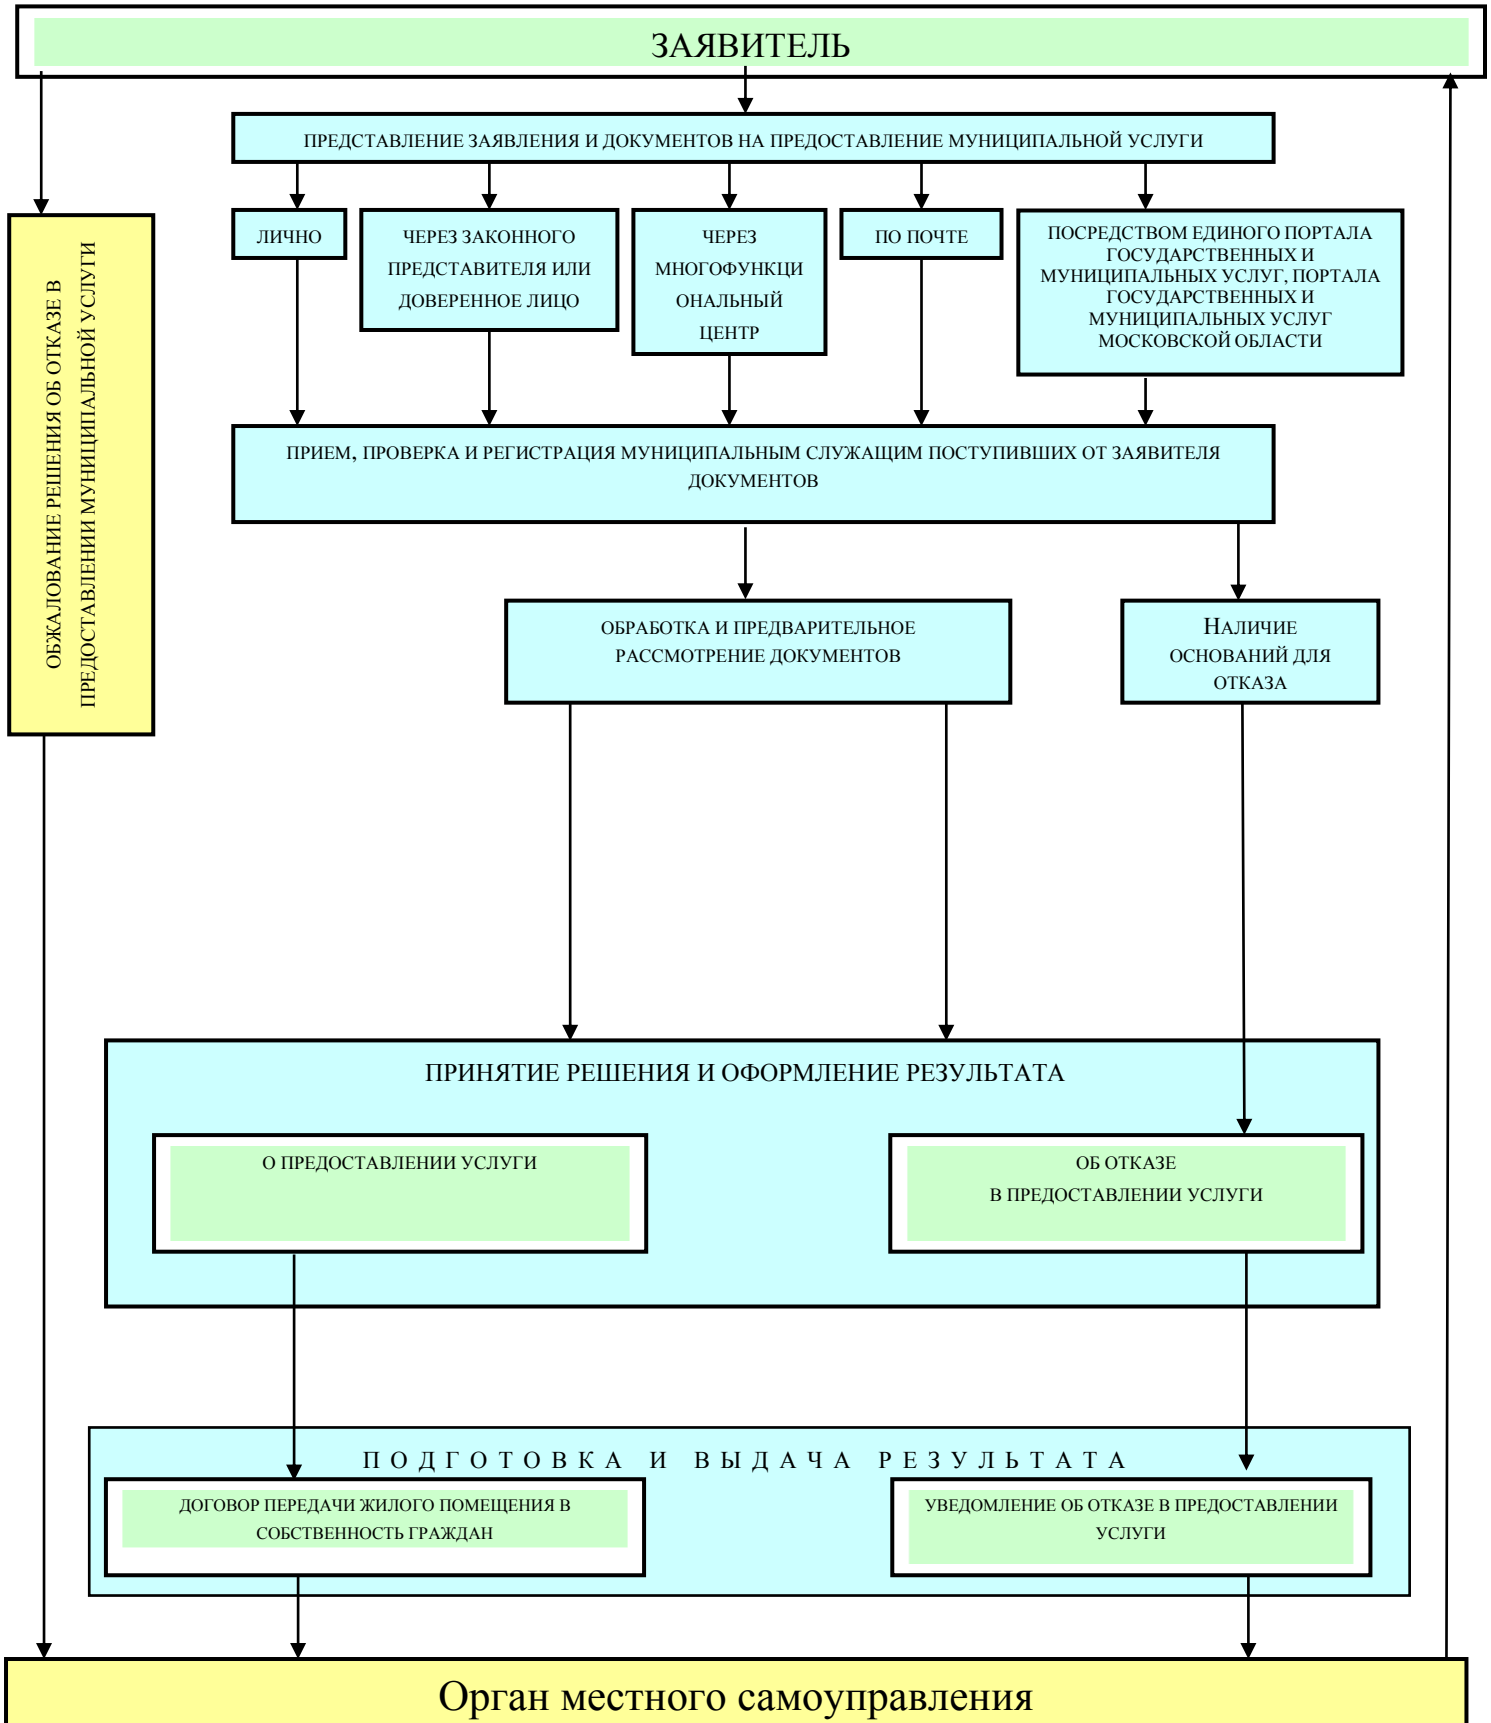 ЗАЯВИТЕЛЬ
ПРЕДСТАВЛЕНИЕ ЗАЯВЛЕНИЯ И ДОКУМЕНТОВ НА ПРЕДОСТАВЛЕНИЕ МУНИЦИПАЛЬНОЙ УСЛУГИ
ЛИЧНО
ЧЕРЕЗ ЗАКОННОГО
ПРЕДСТАВИТЕЛЯ ИЛИ
ДОВЕРЕННОЕ ЛИЦО
ЧЕРЕЗ
МНОГОФУНКЦИ
ОНАЛЬНЫЙ
ЦЕНТР
ПО ПОЧТЕ
ПОСРЕДСТВОМ ЕДИНОГО ПОРТАЛА
ГОСУДАРСТВЕННЫХ И
МУНИЦИПАЛЬНЫХ УСЛУГ, ПОРТАЛА
ГОСУДАРСТВЕННЫХ И
МУНИЦИПАЛЬНЫХ УСЛУГ
МОСКОВСКОЙ ОБЛАСТИ
ОБЖАЛОВАНИЕ РЕШЕНИЯ ОБ ОТКАЗЕ В
ПРЕДОСТАВЛЕНИИ МУНИЦИПАЛЬНОЙ УСЛУГИ
ПРИЕМ, ПРОВЕРКА И РЕГИСТРАЦИЯ МУНИЦИПАЛЬНЫМ СЛУЖАЩИМ ПОСТУПИВШИХ ОТ ЗАЯВИТЕЛЯ
ДОКУМЕНТОВ
ОБРАБОТКА И ПРЕДВАРИТЕЛЬНОЕ
РАССМОТРЕНИЕ ДОКУМЕНТОВ
НАЛИЧИЕ
ОСНОВАНИЙ ДЛЯ
ОТКАЗА
ПРИНЯТИЕ РЕШЕНИЯ И ОФОРМЛЕНИЕ РЕЗУЛЬТАТА
О ПРЕДОСТАВЛЕНИИ УСЛУГИ
ОБ ОТКАЗЕ
В ПРЕДОСТАВЛЕНИИ УСЛУГИ
ПОДГОТОВКА И ВЫДАЧА РЕЗУЛЬТАТА
ДОГОВОР ПЕРЕДАЧИ ЖИЛОГО ПОМЕЩЕНИЯ В
СОБСТВЕННОСТЬ ГРАЖДАН
УВЕДОМЛЕНИЕ ОБ ОТКАЗЕ В ПРЕДОСТАВЛЕНИИ
УСЛУГИ
Орган местного самоуправления